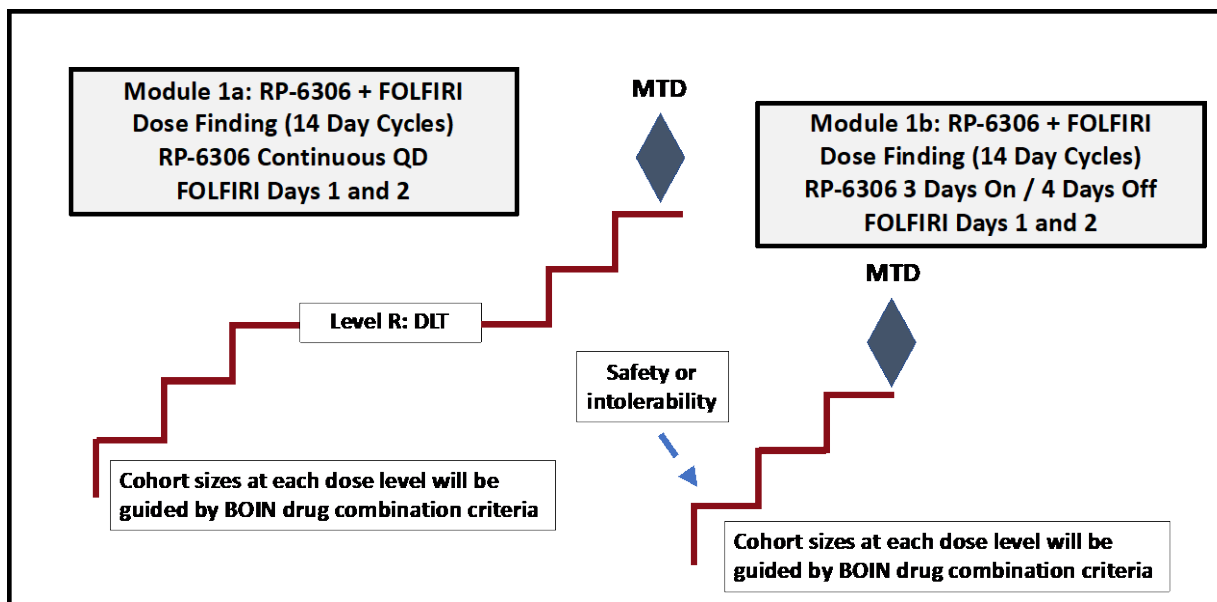 Module 1a: RP-6306 + FOLFIRI
Dose Finding (14 Day Cycles)
RP-6306 Continuous QD
FOLFIRI Days 1 and 2
MTD
Module 1b: RP-6306 + FOLFIRI
Dose Finding (14 Day Cycles)
RP-6306 3 Days On / 4 Days Off
FOLFIRI Days 1 and 2
MTD
Level R: DLT
Safety or
intolerability
Cohort sizes at each dose level will be
guided by BOIN drug combination criteria
Cohort sizes at each dose level will be
guided by BOIN drug combination criteria